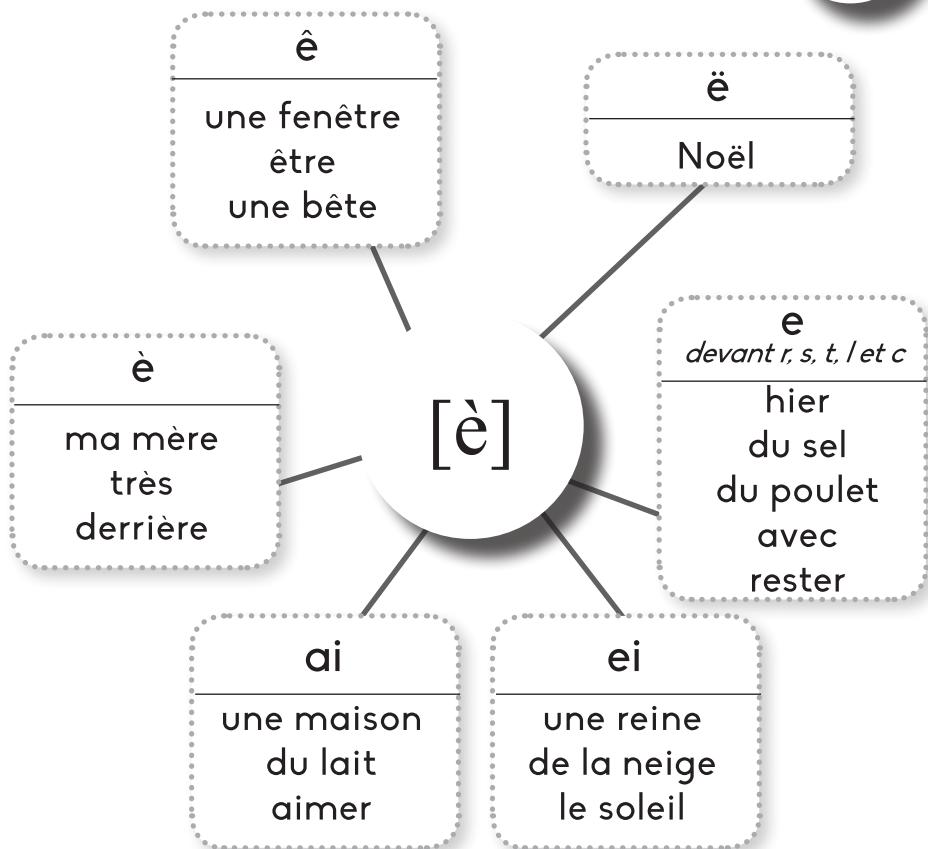 ê
une fenêtre
être
une bête
ë
Noël
è
ma mère
très
derrière
[è]
e
devant r, s, t, l et c
hier
du sel
du poulet
avec
rester
ai
une maison
du lait
aimer
ei
une reine
de la neige
le soleil